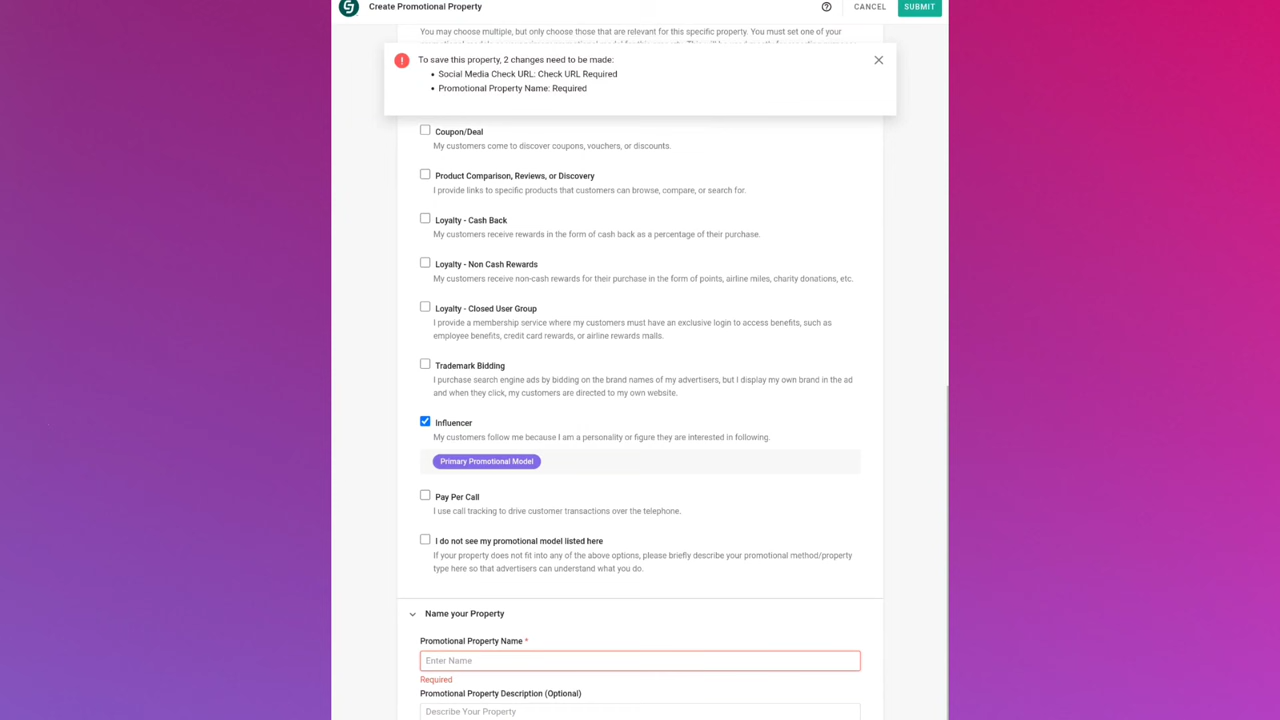 Create Promotional Property
CANCEL
SUBMIT
You may choose multiple, but only choose those that are relevant for this specific property. You must set one of your
To save this property, 2 changes need to be made:
• Social Media Check URL: Check URL Required
• Promotional Property Name: Required
Coupon/Deal
My customers come to discover coupons, vouchers, or discounts.
Product Comparison, Reviews, or Discovery
I provide links to specific products that customers can browse, compare, or search for.
Loyalty - Cash Back
My customers receive rewards in the form of cash back as a percentage of their purchase.
Loyalty - Non Cash Rewards
My customers receive non-cash rewards for their purchase in the form of points, airline miles, charity donations, etc.
Loyalty - Closed User Group
I provide a membership service where my customers must have an exclusive login to access benefits, such as
employee benefits, credit card rewards, or airline rewards malls.
Trademark Bidding
I purchase search engine ads by bidding on the brand names of my advertisers, but I display my own brand in the ad
and when they click, my customers are directed to my own website.
Influencer
My customers follow me because I am a personality or figure they are interested in following.
Primary Promotional Model
Pay Per Call
I use call tracking to drive customer transactions over the telephone.
I do not see my promotional model listed here
If your property does not fit into any of the above options, please briefly describe your promotional method/property
type here so that advertisers can understand what you do.
Name your Property
Promotional Property Name *
Enter Name
Required
Promotional Property Description (Optional)
Describe Your Property